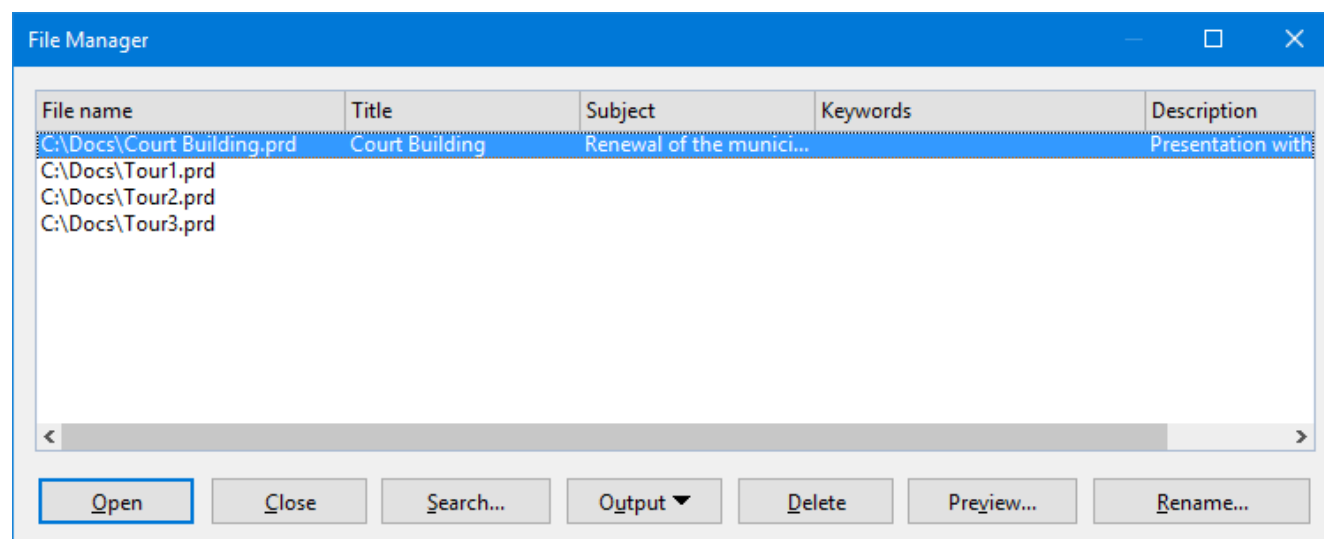 File Manager
File name Title Subject Keywords Description
C:\Docs\Court Building.prd Court Building Renewal of the munici... Presentation with
C:\Docs\Tour1.prd
C:\Docs\Tour2.prd
C:\Docs\Tour3.prd
Open Close Search... Output Delete Preview... Rename...